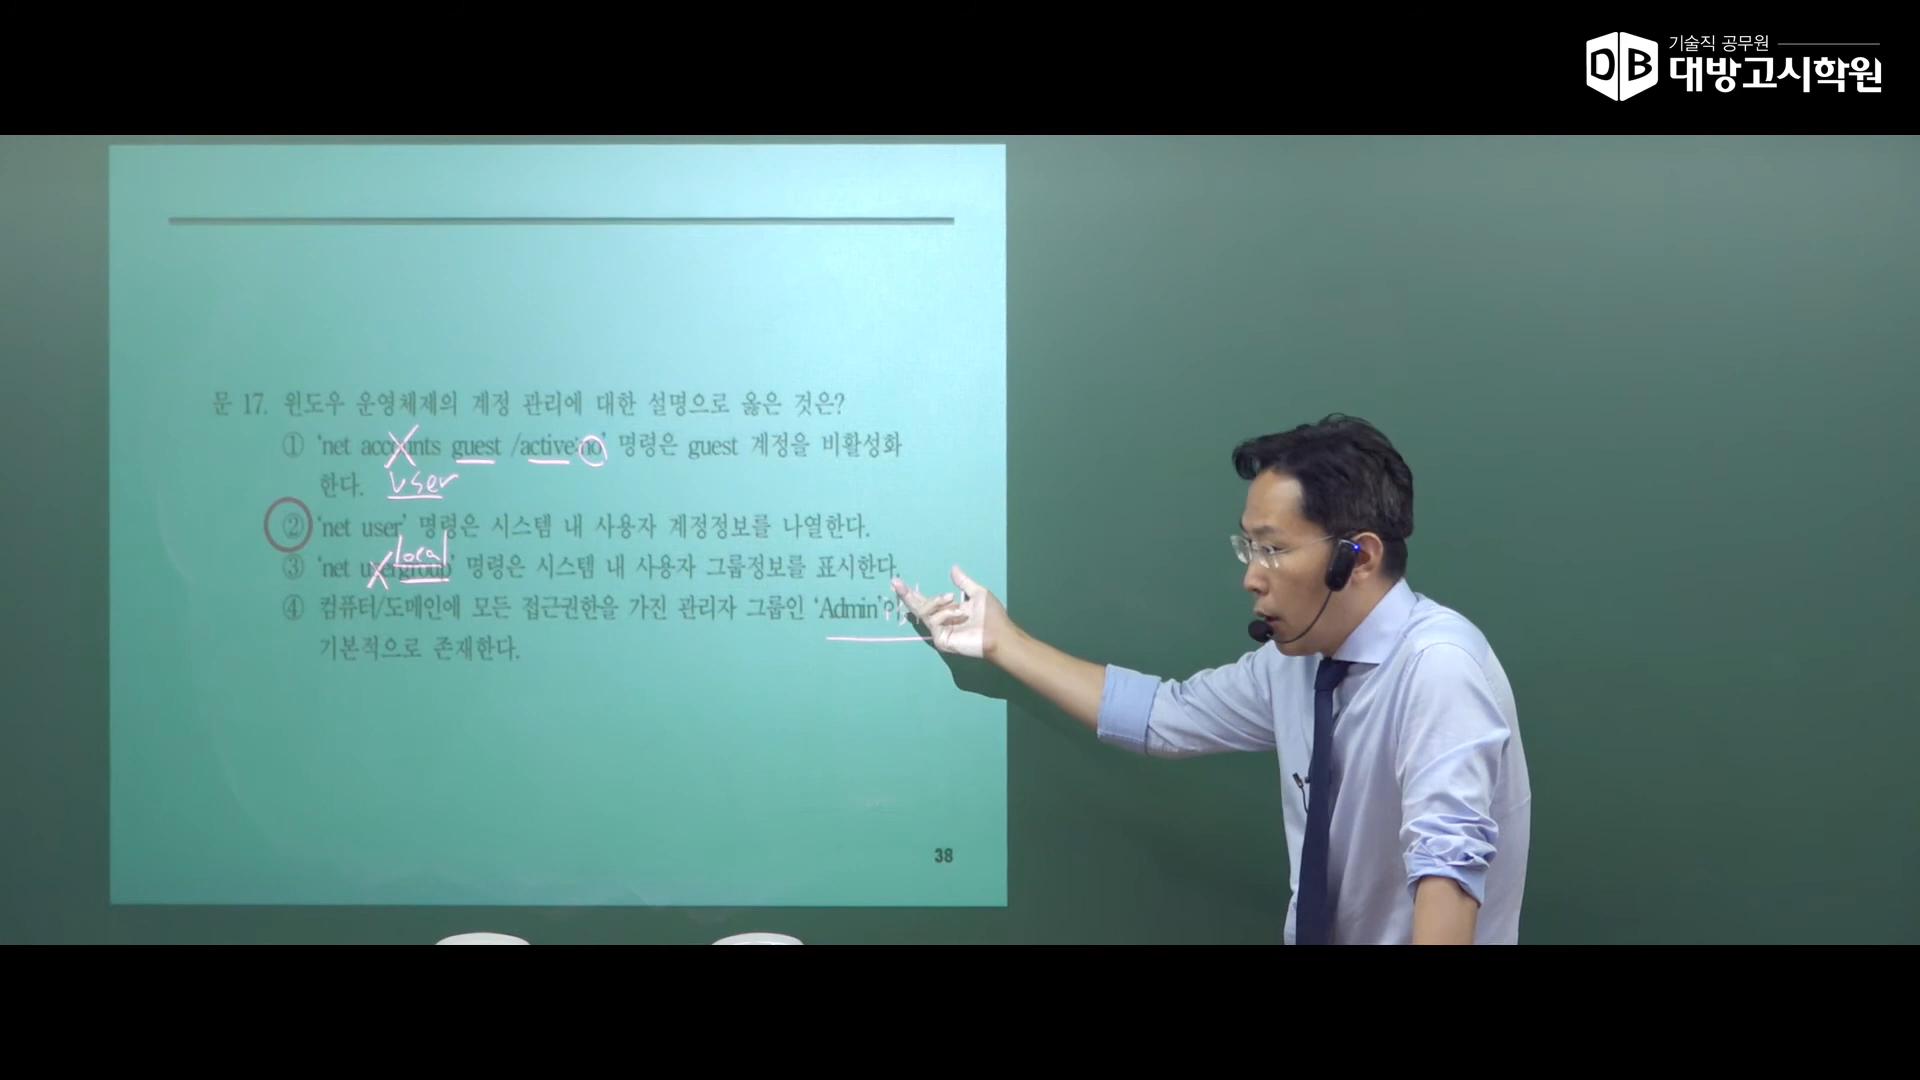 기술직 공무원
DB 대방고시학원
문 17. 윈도우 운영체제의 계정 관리에 대한 설명으로 옳은 것은?
① 'net accounts guest /active:no' 명령은 guest 계정을 비활성화
한다. user
② 'net user' 명령은 시스템 내 사용자 계정정보를 나열한다.
local
③ 'net usergroup' 명령은 시스템 내 사용자 그룹정보를 표시한다.
④ 컴퓨터/도메인에 모든 접근권한을 가진 관리자 그룹인 'Admin'이
기본적으로 존재한다.
38